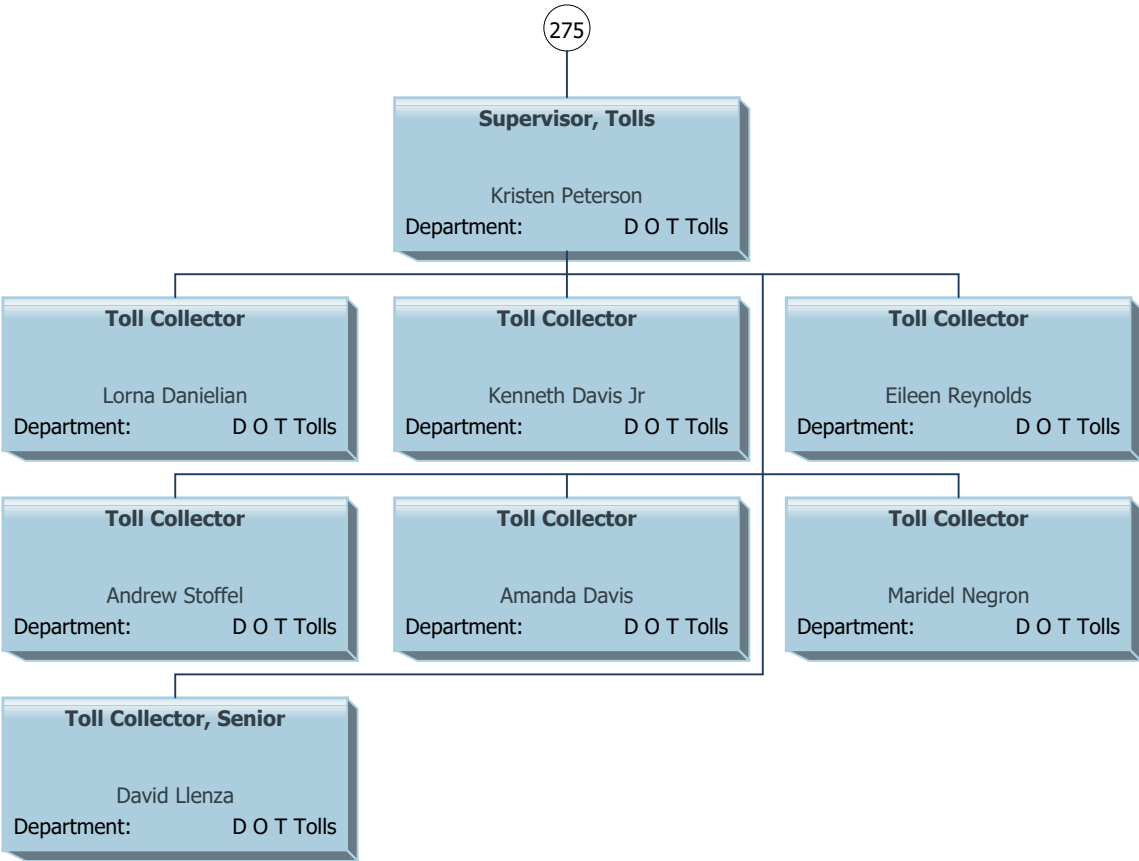 275
Supervisor, Tolls
Kristen Peterson
Department: D O T Tolls
Toll Collector
Lorna Danielian
Department: D O T Tolls
Toll Collector
Kenneth Davis Jr
Department: D O T Tolls
Toll Collector
Eileen Reynolds
Department: D O T Tolls
Toll Collector
Andrew Stoffel
Department: D O T Tolls
Toll Collector
Amanda Davis
Department: D O T Tolls
Toll Collector
Maridel Negron
Department: D O T Tolls
Toll Collector, Senior
David Llenza
Department: D O T Tolls